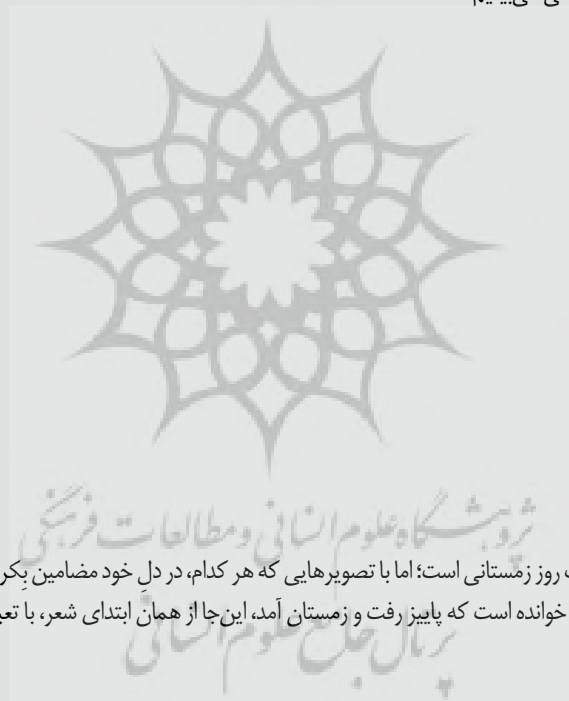 پژوهشگاه علوم انسانی و مطالعات فرهنگی
روز زمستانی است؛ اما با تصویرهایی که هر کدام، در دلِ خود مضامین بِکر
خوانده است که پاییز رفت و زمستان آمد، این‌جا از همان ابتدای شعر، با
پرتال جامع علوم انسانی